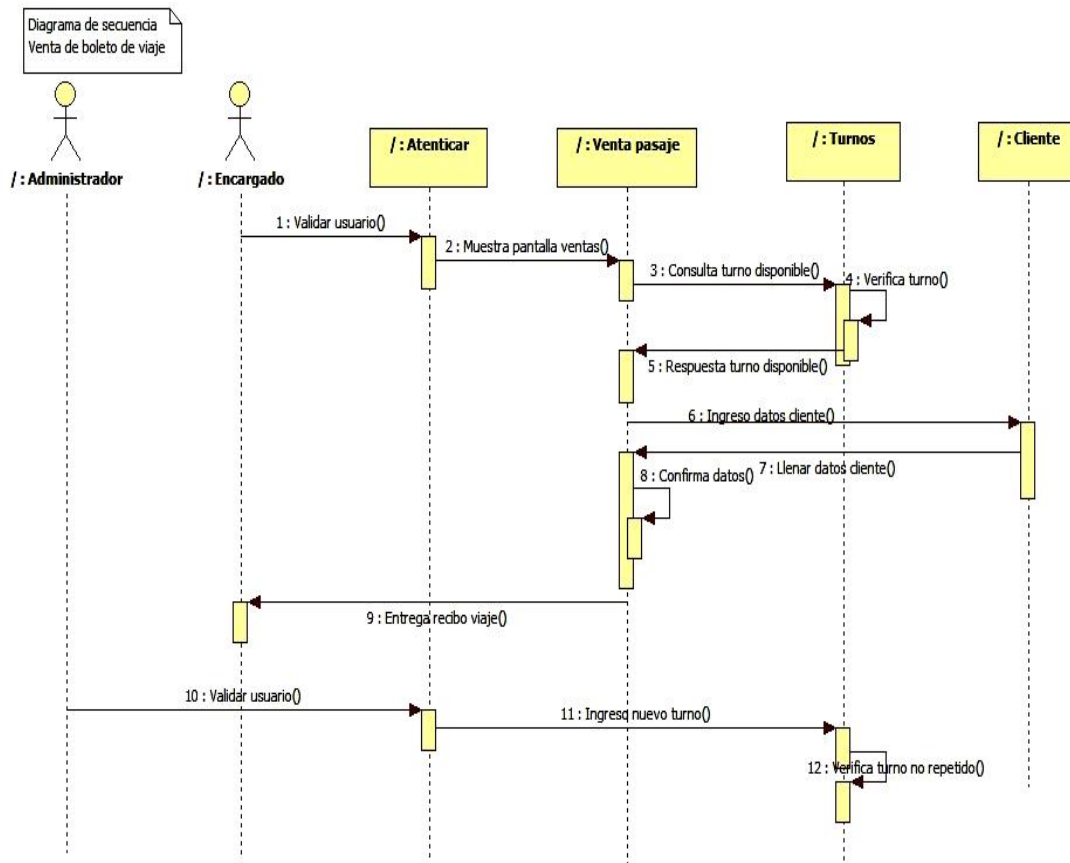 Diagrama de secuencia
Venta de boleto de viaje
/ : Administrador
/ : Encargado
/ : Atenticar
/ : Venta pasaje
/ : Turnos
/ : Cliente
1 : Validar usuario()
2 : Muestra pantalla ventas()
3 : Consulta turno disponible()
4 : Verifica turno()
5 : Respuesta turno disponible()
6 : Ingreso datos cliente()
7 : Llenar datos cliente()
8 : Confirma datos()
9 : Entrega recibo viaje()
10 : Validar usuario()
11 : Ingreso nuevo turno()
12 : Verifica turno no repetido()